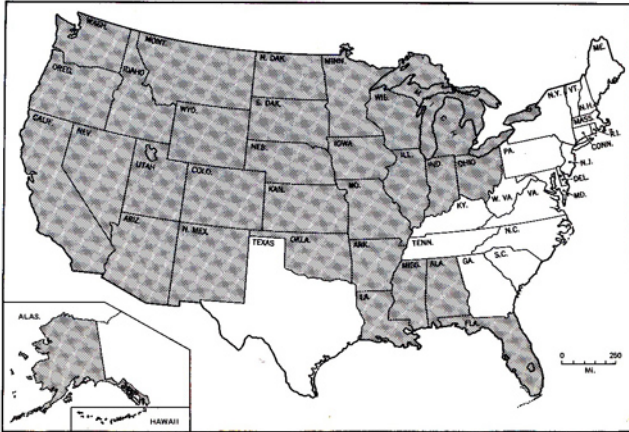 WASH.
MONT.
N. DAK.
MINN.
ME.
OREG.
IDAHO
S. DAK.
WIS.
N.Y.
VT.
N.H.
WYO.
MASS.
R.I.
CONN.
CALIF.
NEV.
NEB.
IOWA
PA.
N.J.
UTAH
COLO.
ILL.
IND.
OHIO
DEL.
MD.
KAN.
MO.
KY.
W. VA
VA.
ARIZ.
N. MEX.
TEXAS
OKLA.
ARK.
TENN.
N.C.
S.C.
MISS.
ALA.
GA.
LA.
FLA.
ALAS.
HAWAII
0 250
Mi.